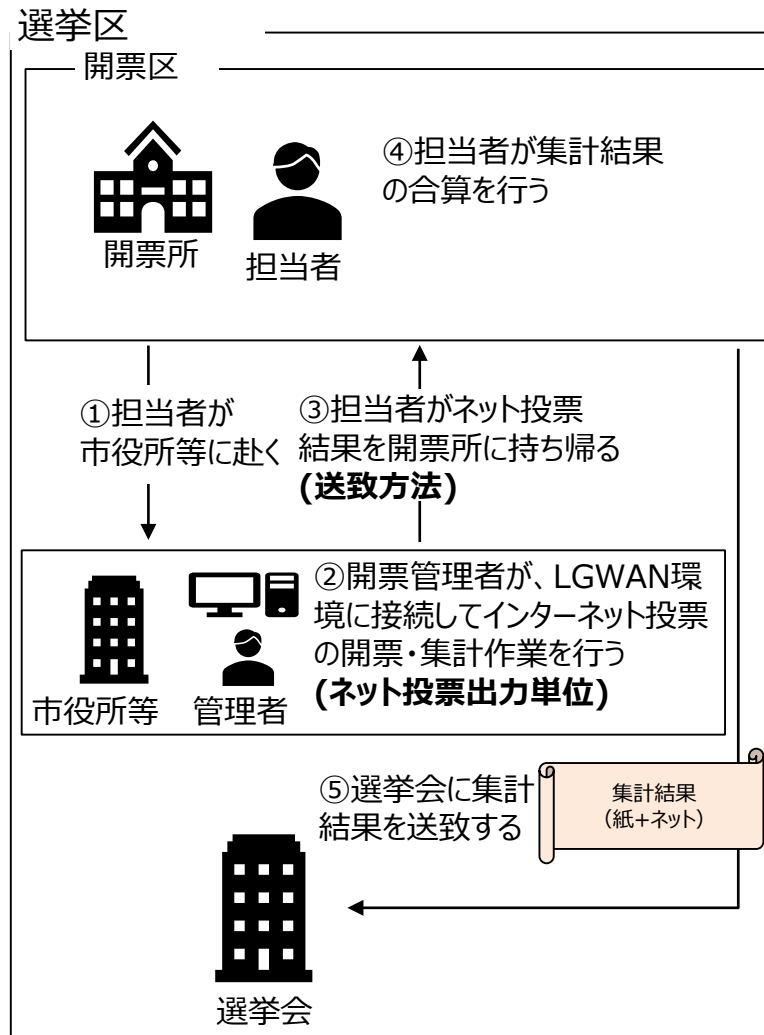 選挙区
開票区
④担当者が集計結果
の合算を行う
開票所
担当者
①担当者が
市役所等に赴く
③担当者がネット投票
結果を開票所に持ち帰る
(送致方法)
②開票管理者が、LGWAN環
境に接続してインターネット投票
の開票・集計作業を行う
(ネット投票出力単位)
市役所等
管理者
⑤選挙会に集計
結果を送致する
集計結果
（紙+ネット）
選挙会